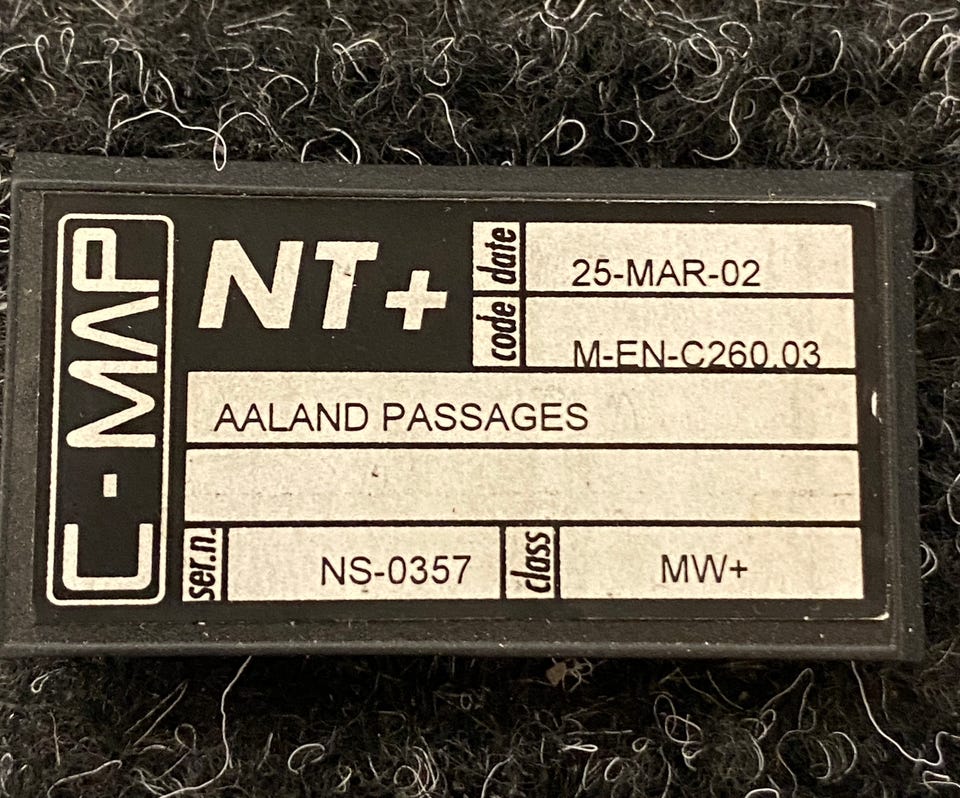 C-MAP
NT+
date 25-MAR-02
code M-EN-C260.03
AALAND PASSAGES
ser.n. NS-0357 class MW+